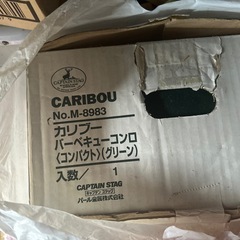 CAPTAIN STAG
CARIBOU
No.M-8983
カリブー
バーベキューコンロ
〈コンパクト〉〈グリーン〉
入数/ 1
CAPTAIN STAG
キャプテン スタッグ
パール金属株式会社